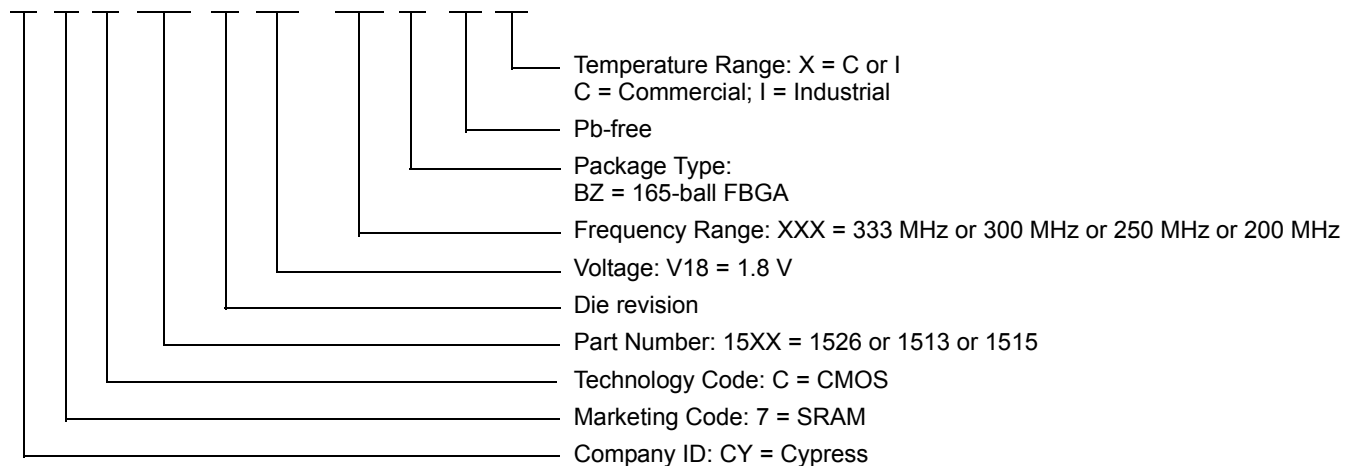 Temperature Range: X = C or I
C = Commercial; I = Industrial
Pb-free
Package Type:
BZ = 165-ball FBGA
Frequency Range: XXX = 333 MHz or 300 MHz or 250 MHz or 200 MHz
Voltage: V18 = 1.8 V
Die revision
Part Number: 15XX = 1526 or 1513 or 1515
Technology Code: C = CMOS
Marketing Code: 7 = SRAM
Company ID: CY = Cypress